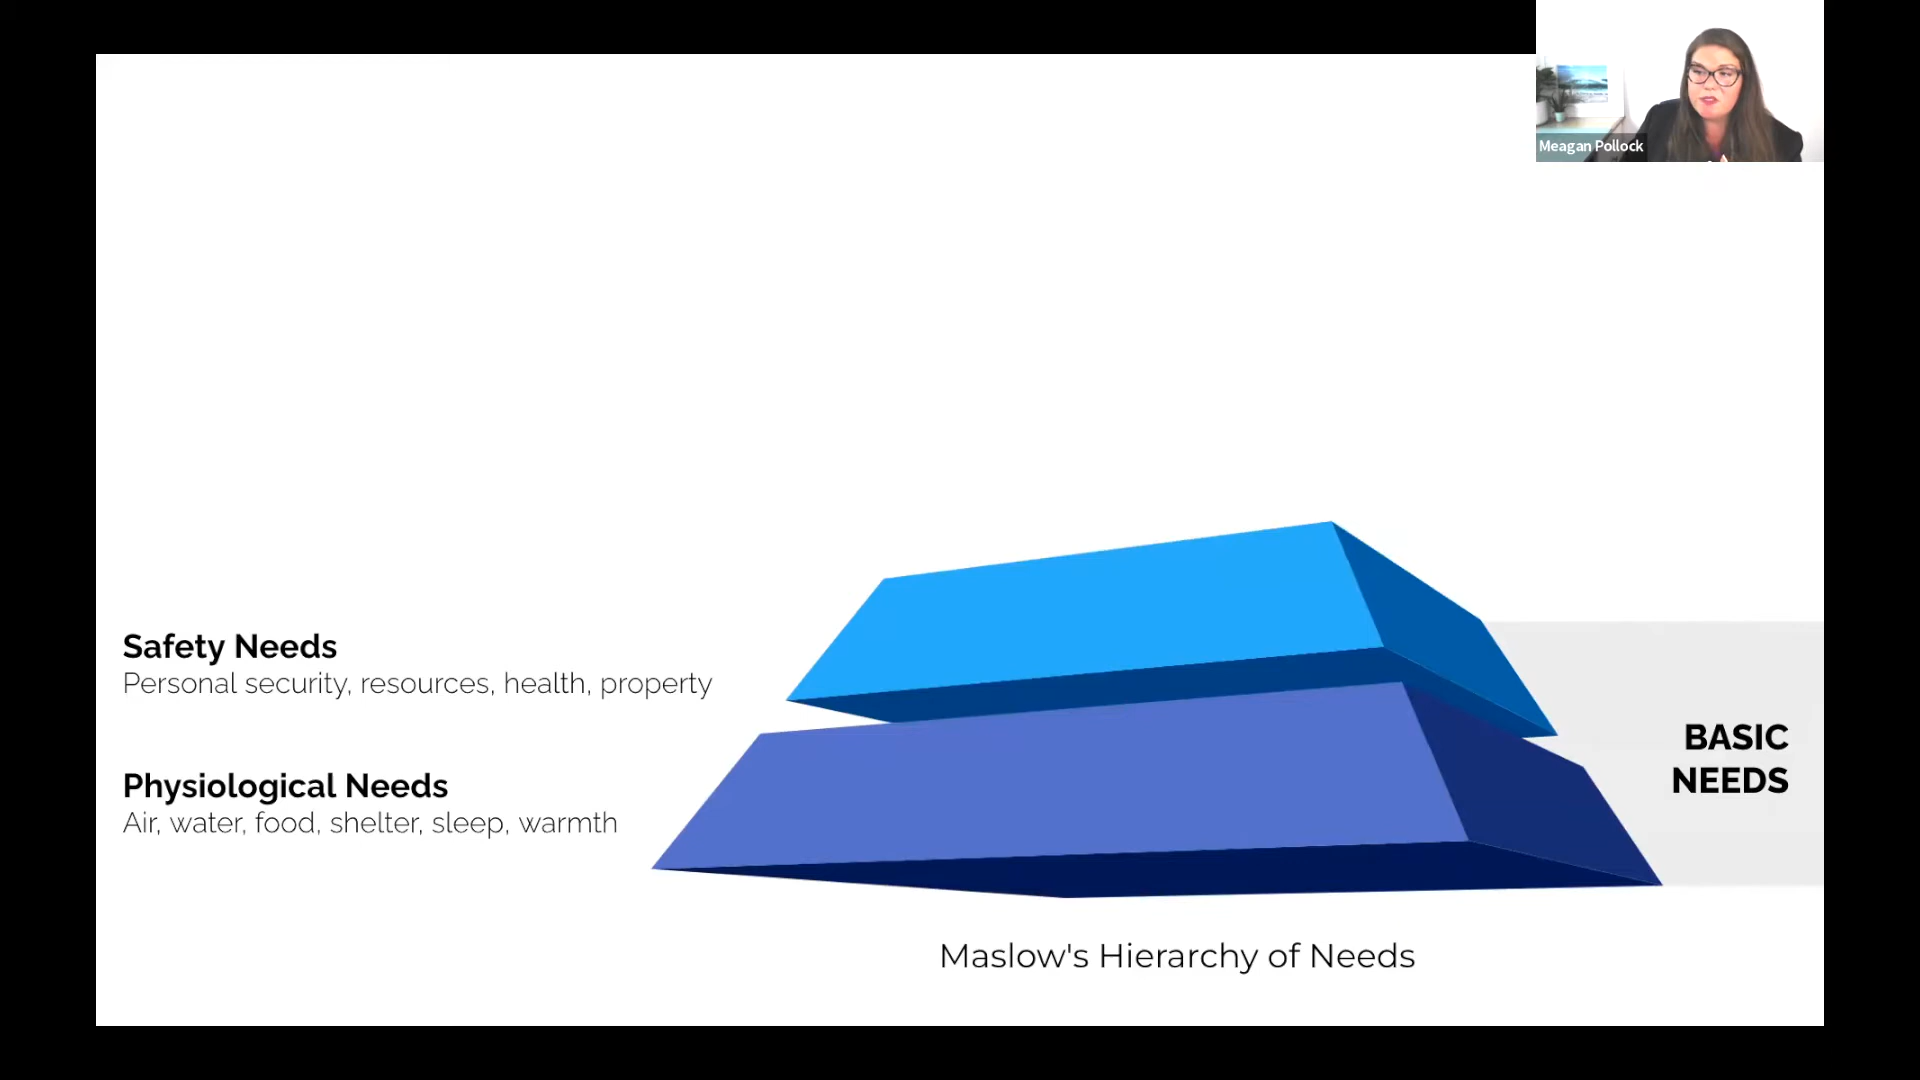 Meagan Pollock
Safety Needs
Personal security, resources, health, property
Physiological Needs
Air, water, food, shelter, sleep, warmth
BASIC
NEEDS
Maslow's Hierarchy of Needs